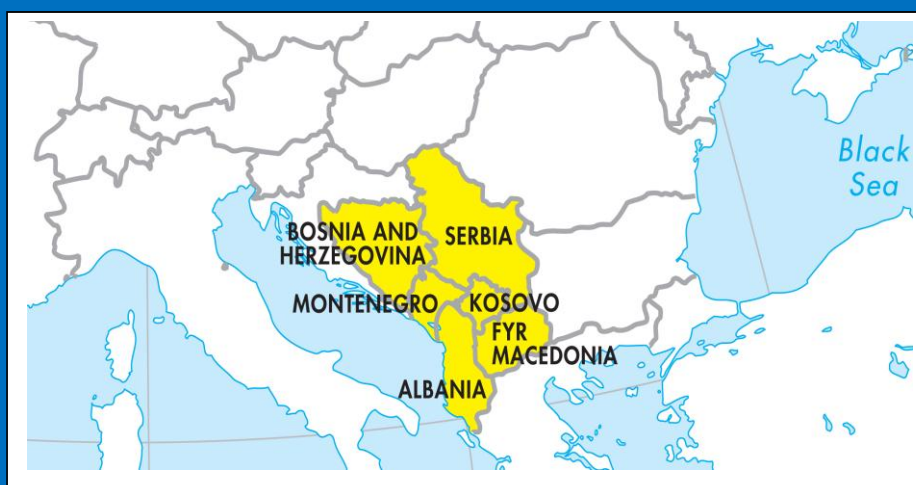 Black
Sea
BOSNIA AND
HERZEGOVINA
SERBIA
MONTENEGRO
KOSOVO
FYR
MACEDONIA
ALBANIA